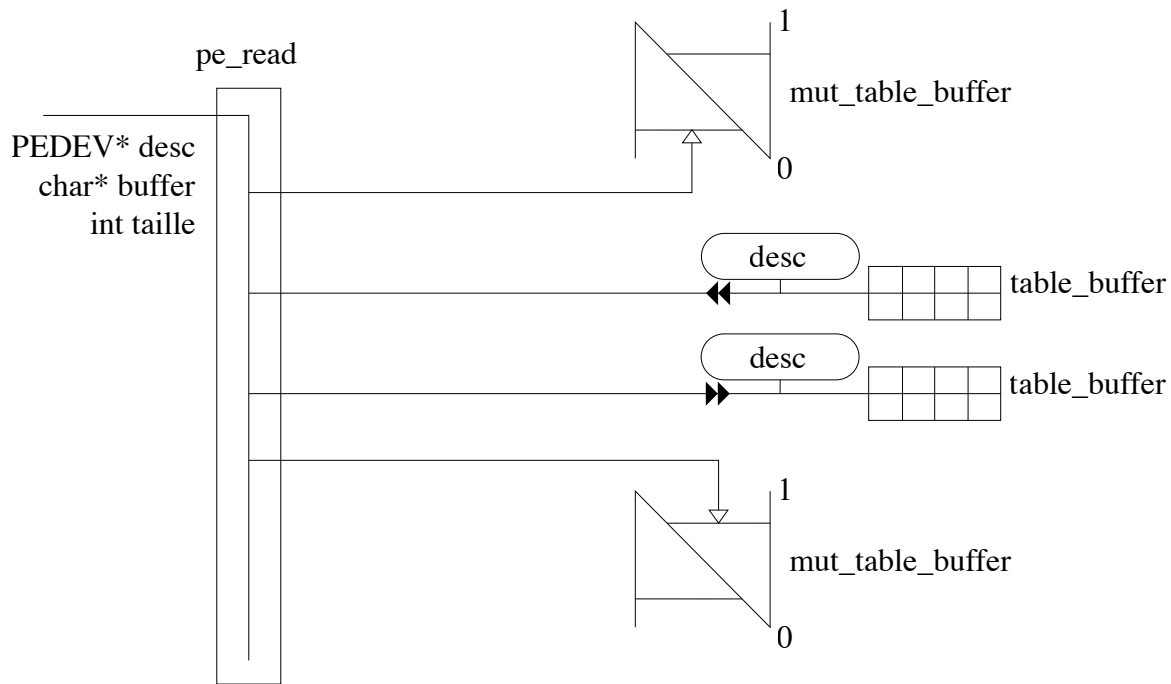 pe_read
PEDEV* desc
char* buffer
int taille
1
mut_table_buffer
0
desc
table_buffer
desc
table_buffer
1
mut_table_buffer
0